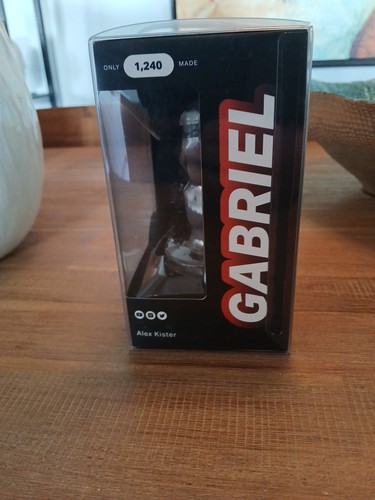 ONLY 1,240 MADE
GABRIEL
Alex Kister